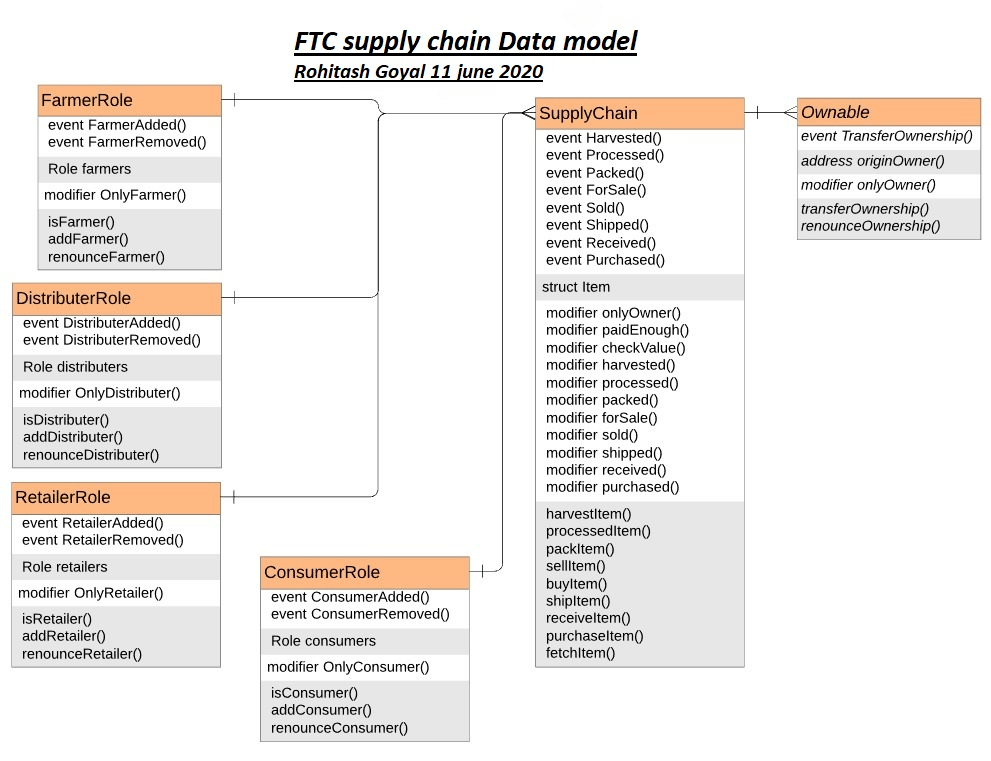 FTC supply chain Data model
Rohitash Goyal 11 june 2020
FarmerRole
event FarmerAdded()
event FarmerRemoved()
Role farmers
modifier OnlyFarmer()
isFarmer()
addFarmer()
renounceFarmer()
DistributerRole
event DistributerAdded()
event DistributerRemoved()
Role distributers
modifier OnlyDistributer()
isDistributer()
addDistributer()
renounceDistributer()
RetailerRole
event RetailerAdded()
event RetailerRemoved()
Role retailers
modifier OnlyRetailer()
isRetailer()
addRetailer()
renounceRetailer()
ConsumerRole
event ConsumerAdded()
event ConsumerRemoved()
Role consumers
modifier OnlyConsumer()
isConsumer()
addConsumer()
renounceConsumer()
SupplyChain
event Harvested()
event Processed()
event Packed()
event ForSale()
event Sold()
event Shipped()
event Received()
event Purchased()
struct Item
modifier onlyOwner()
modifier paidEnough()
modifier checkValue()
modifier harvested()
modifier processed()
modifier packed()
modifier forSale()
modifier sold()
modifier shipped()
modifier received()
modifier purchased()
harvestItem()
processedItem()
packItem()
sellItem()
buyItem()
shipItem()
receiveItem()
purchaseItem()
fetchItem()
Ownable
event TransferOwnership()
address originOwner()
modifier onlyOwner()
transferOwnership()
renounceOwnership()